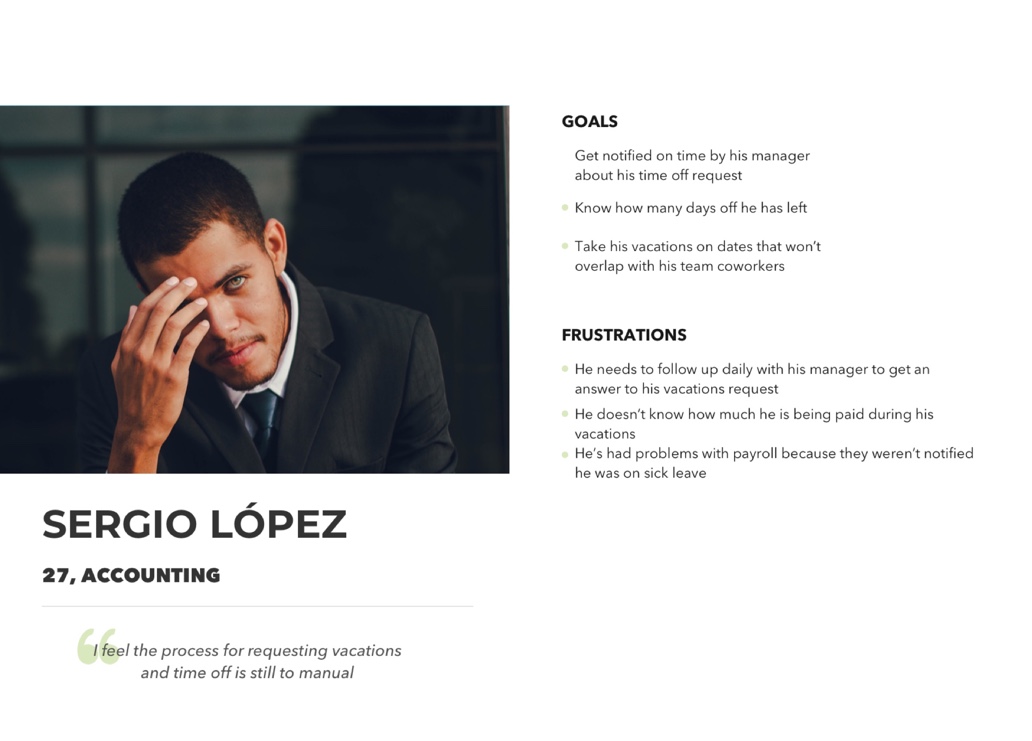 GOALS
Get notified on time by his manager
about his time off request
Know how many days off he has left
Take his vacations on dates that won't
overlap with his team coworkers
FRUSTRATIONS
He needs to follow up daily with his manager to get an
answer to his vacations request
He doesn't know how much he is being paid during his
vacations
He's had problems with payroll because they weren't notified
he was on sick leave
SERGIO LÓPEZ
27, ACCOUNTING
“I feel the process for requesting vacations
and time off is still to manual